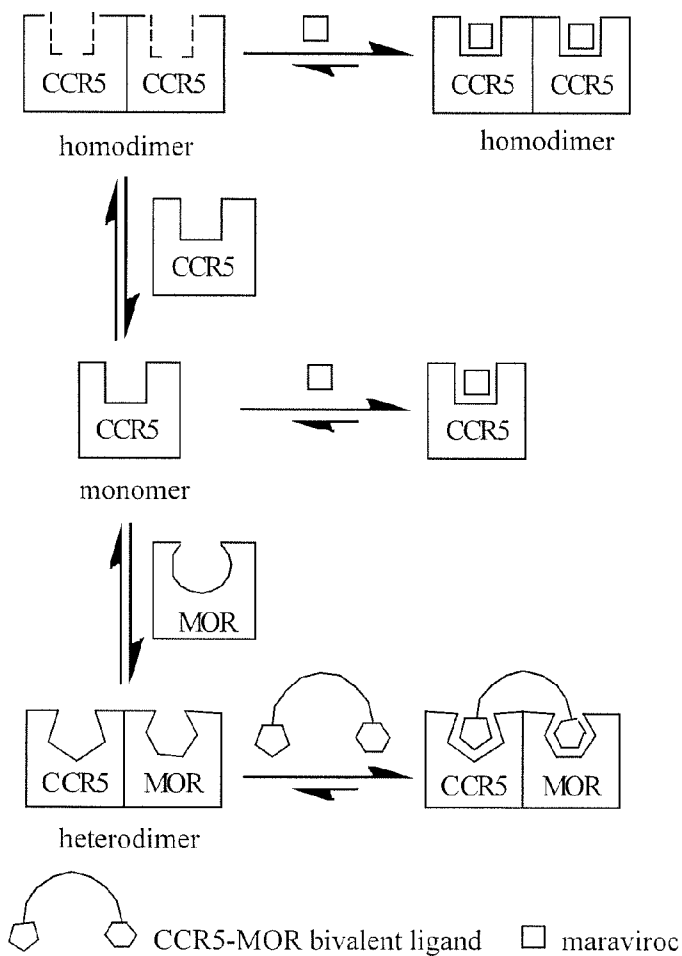 CCR5 CCR5
CCR5 CCR5
homodimer
homodimer
CCR5
CCR5
CCR5
monomer
MOR
CCR5 MOR
CCR5 MOR
heterodimer
CCR5-MOR bivalent ligand
maraviroc